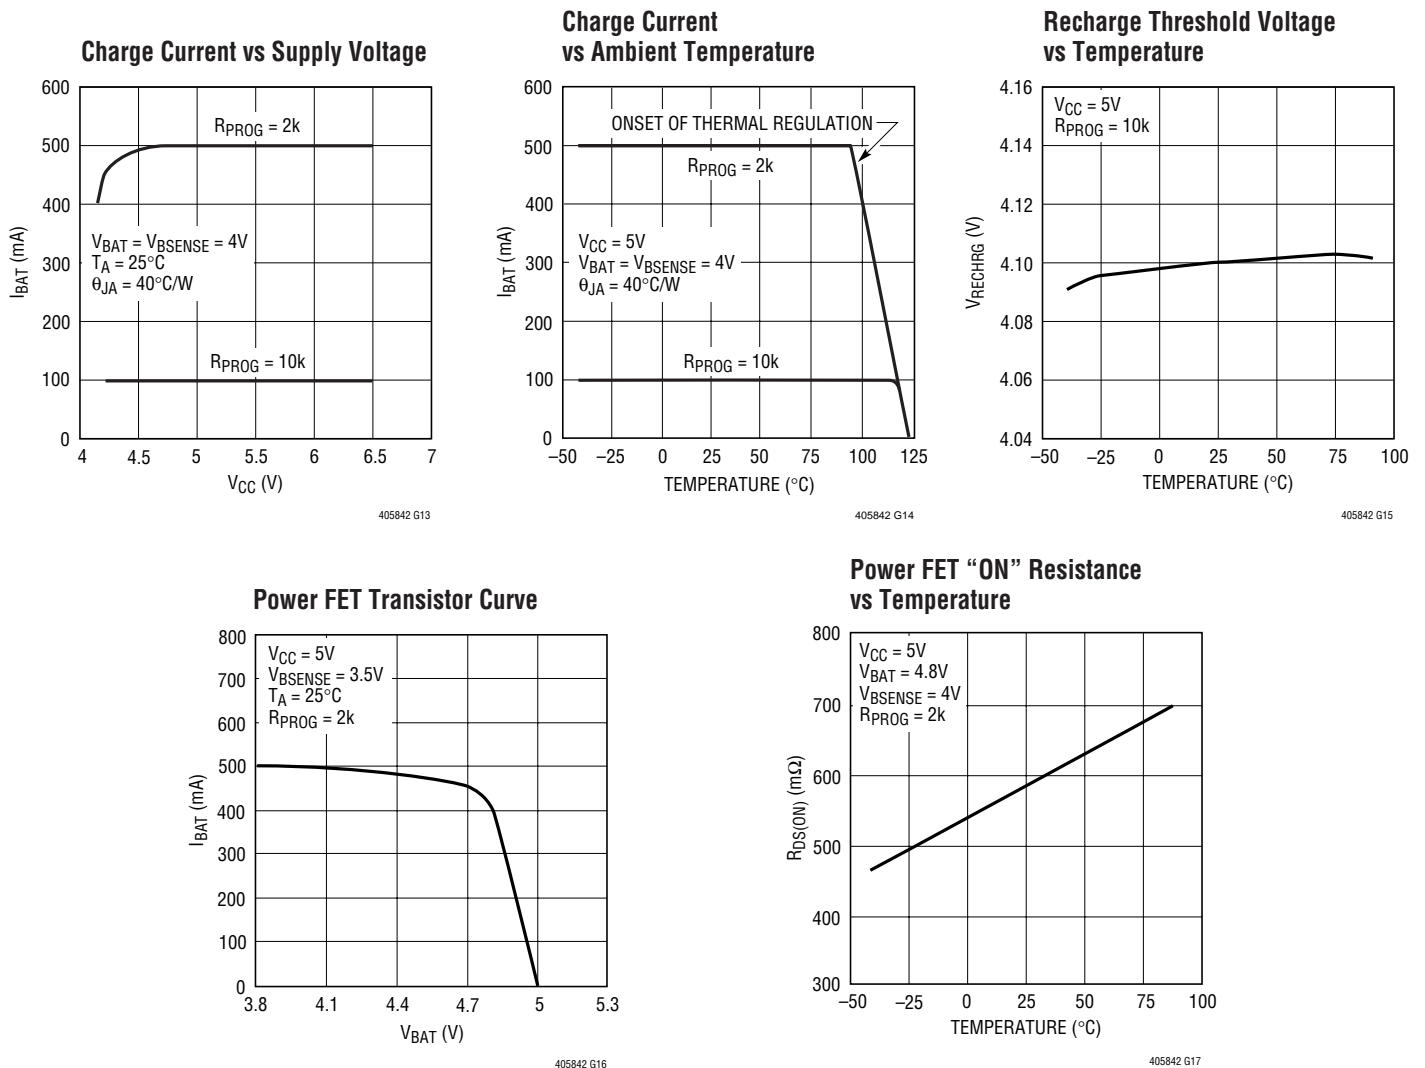 Charge Current vs Supply Voltage
600
500
400
300
200
100
0
4
4.5
5
5.5
6
6.5
7
IBAT (mA)
VCC (V)
RPROG = 2k
VBAT = VBSENSE = 4V
TA = 25°C
θJA = 40°C/W
RPROG = 10k
405842 G13
Charge Current
vs Ambient Temperature
600
500
400
300
200
100
0
–50
–25
0
25
50
75
100
125
IBAT (mA)
TEMPERATURE (°C)
ONSET OF THERMAL REGULATION
RPROG = 2k
VCC = 5V
VBAT = VBSENSE = 4V
θJA = 40°C/W
RPROG = 10k
405842 G14
Recharge Threshold Voltage
vs Temperature
4.16
4.14
4.12
4.10
4.08
4.06
4.04
–50
–25
0
25
50
75
100
VRECHRG (V)
TEMPERATURE (°C)
VCC = 5V
RPROG = 10k
405842 G15
Power FET Transistor Curve
800
700
600
500
400
300
200
100
0
3.8
4.1
4.4
4.7
5
5.3
IBAT (mA)
VBAT (V)
VCC = 5V
VBSENSE = 3.5V
TA = 25°C
RPROG = 2k
405842 G16
Power FET “ON” Resistance
vs Temperature
800
700
600
500
400
300
–50
–25
0
25
50
75
100
RDS(ON) (mΩ)
TEMPERATURE (°C)
VCC = 5V
VBAT = 4.8V
VBSENSE = 4V
RPROG = 2k
405842 G17